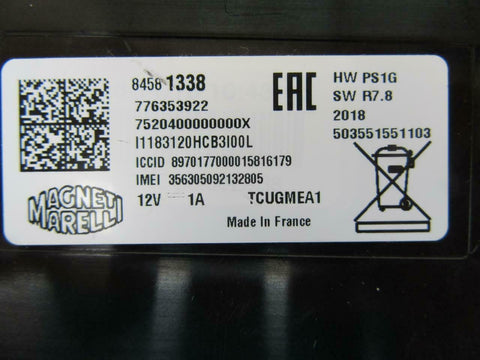 8458 1338
776353922
7520400000000X
I1183120HCB3I00L
ICCID 8970177000015816179
IMEI 356305092132805
12V 1A TCUGMEA1
Made In France
EAC
HW PS1G
SW R7.8
2018
503551551103
MAGNETI
MARELLI